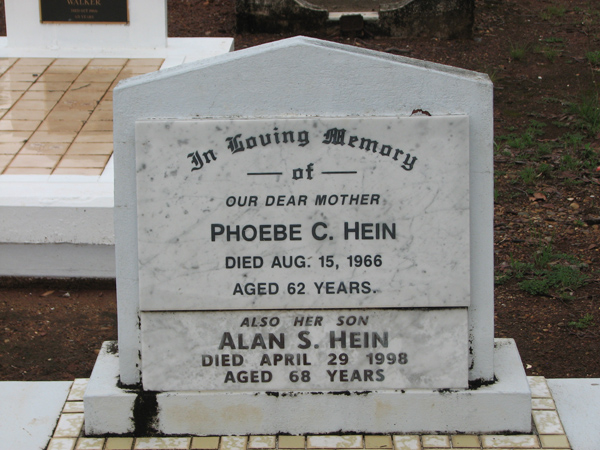 WALKER
In Loving Memory
of
OUR DEAR MOTHER
PHOEBE C. HEIN
DIED AUG. 15, 1966
AGED 62 YEARS.
ALSO HER SON
ALAN S. HEIN
DIED APRIL 29 1998
AGED 68 YEARS